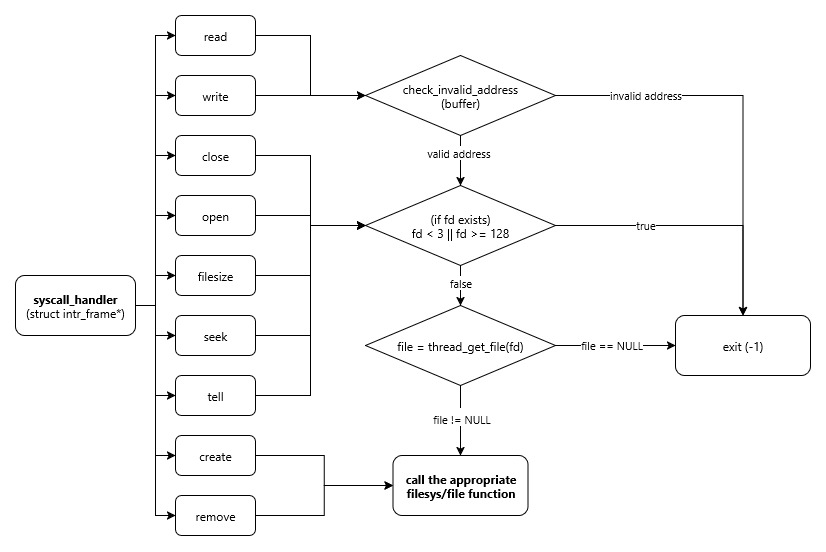 read
write
check_invalid_address
(buffer)
invalid address
close
valid address
open
(if fd exists)
fd < 3 || fd >= 128
true
filesize
false
syscall_handler
(struct intr_frame*)
seek
file = thread_get_file(fd)
file == NULL
exit (-1)
tell
file != NULL
create
call the appropriate
filesys/file function
remove